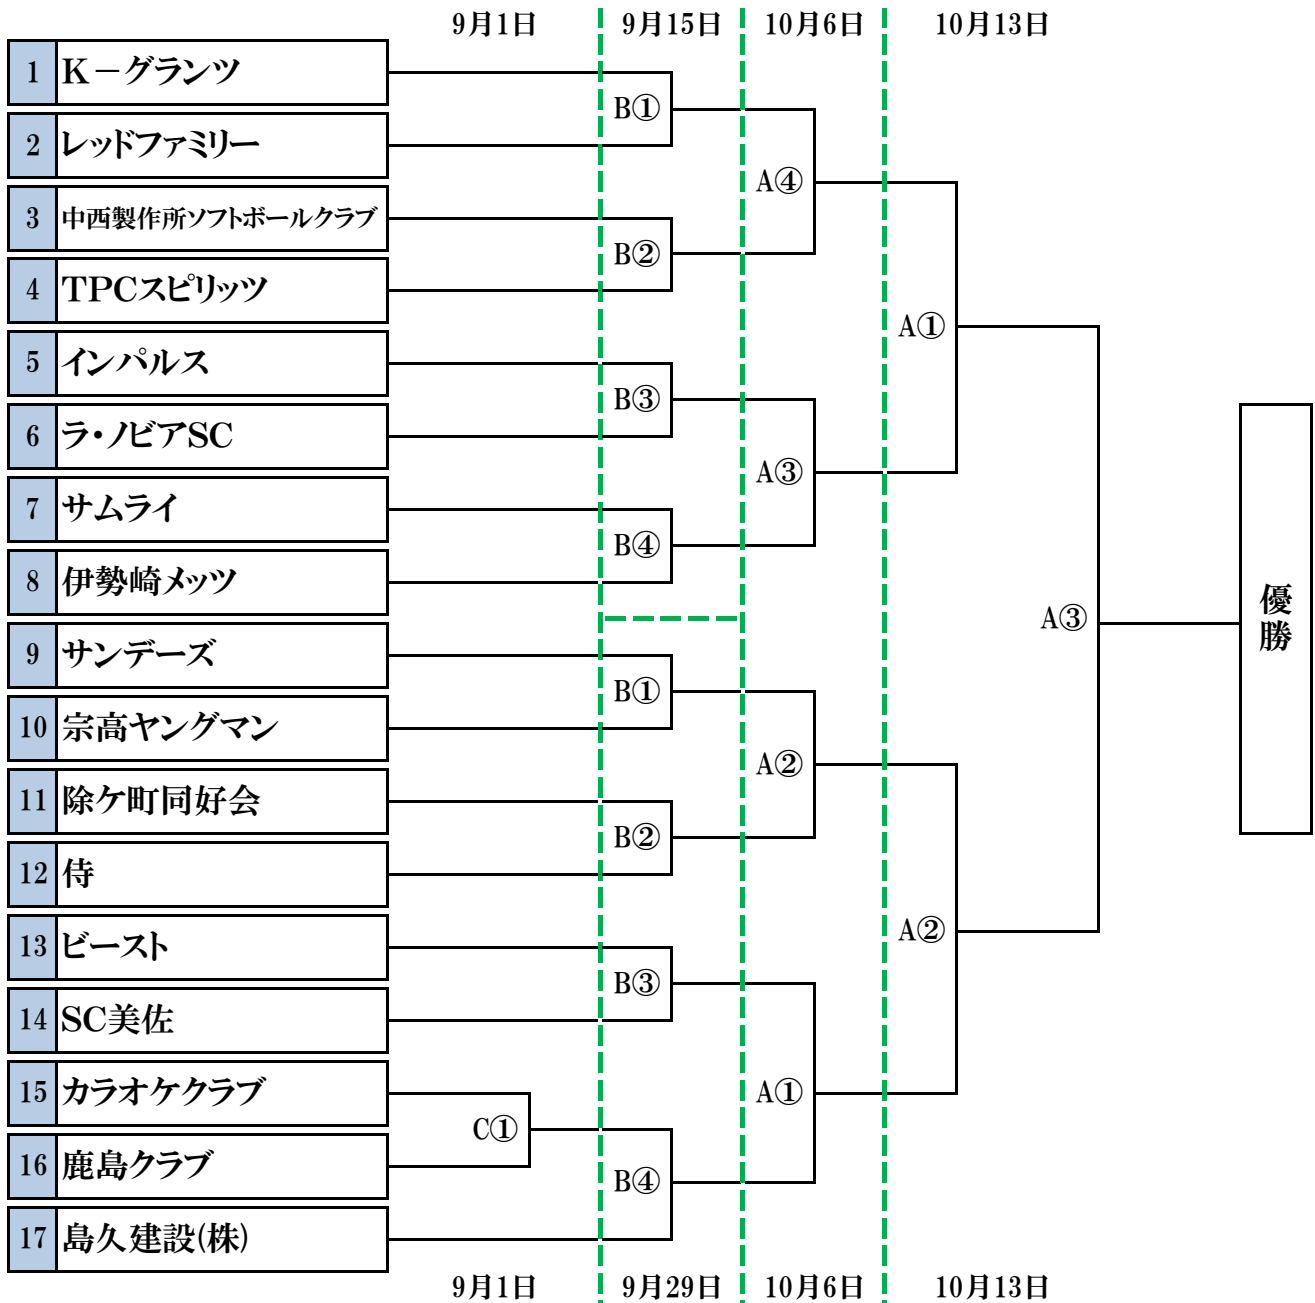 9月1日 9月15日 10月6日 10月13日
1 K－グランツ
B①
2 レッドファミリー
A④
3 中西製作所ソフトボールクラブ
B②
4 TPCスピリッツ
A①
5 インパルス
B③
6 ラ・ノビアSC
A③
7 サムライ
B④
8 伊勢崎メッツ
優勝
A③
9 サンデーズ
B①
10 宗高ヤングマン
A②
11 除ケ町同好会
B②
12 侍
A②
13 ビースト
B③
14 SC美佐
15 カラオケクラブ
A①
C①
16 鹿島クラブ
B④
17 島久建設(株)
9月1日 9月29日 10月6日 10月13日